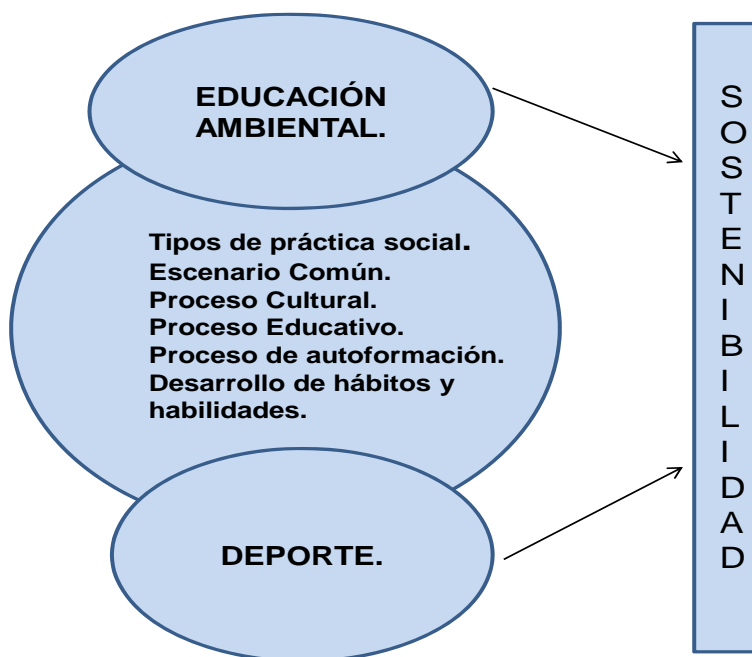 EDUCACIÓN
AMBIENTAL.
Tipos de práctica social.
Escenario Común.
Proceso Cultural.
Proceso Educativo.
Proceso de autoformación.
Desarrollo de hábitos y
habilidades.
DEPORTE.
SOSTENIBILIDAD